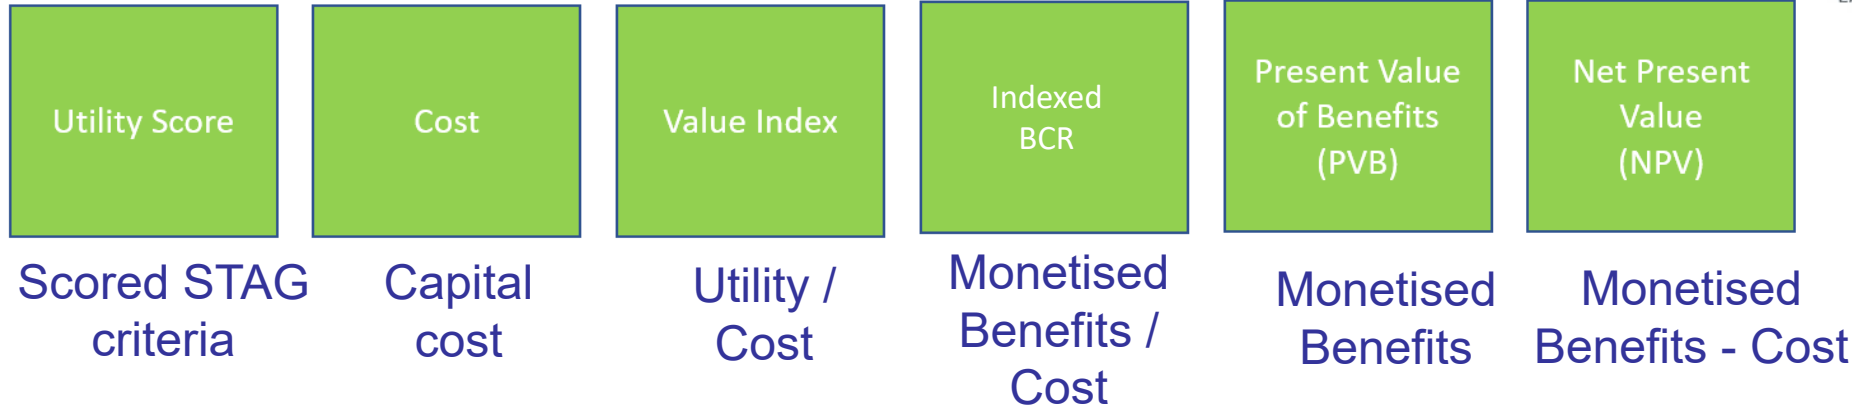 Utility Score
Cost
Value Index
Indexed
BCR
Present Value
of Benefits
(PVB)
Net Present
Value
(NPV)
Scored STAG
criteria
Capital
cost
Utility /
Cost
Monetised
Benefits /
Cost
Monetised
Benefits
Monetised
Benefits - Cost